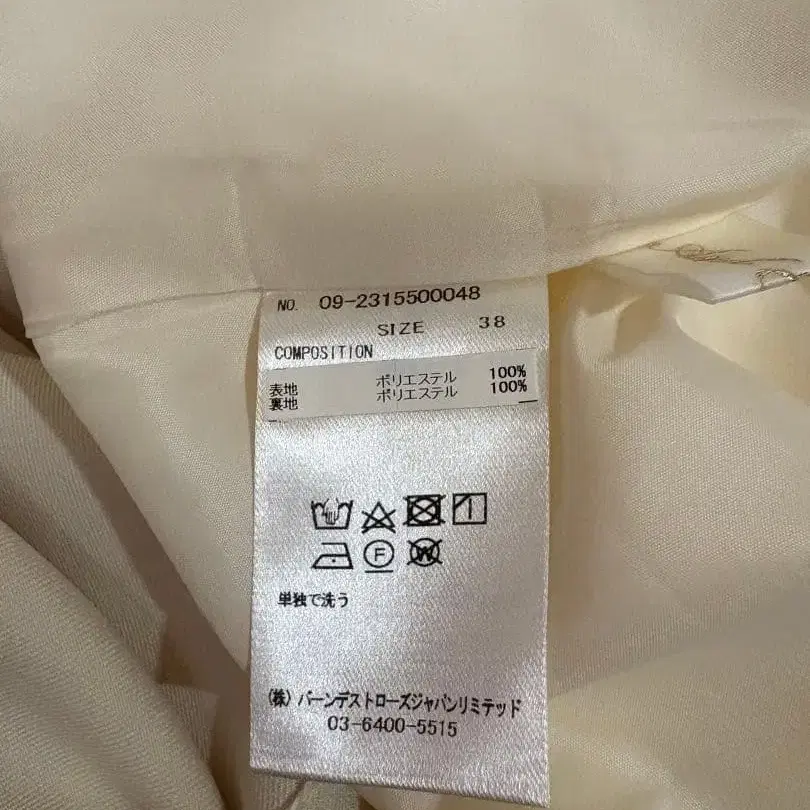 NO. 09-2315500048
SIZE 38
COMPOSITION
表地 ポリエステル 100%
裏地 ポリエステル 100%
F
W
単独で洗う
(株) バーンデストローズジャパンリミテッド
03-6400-5515